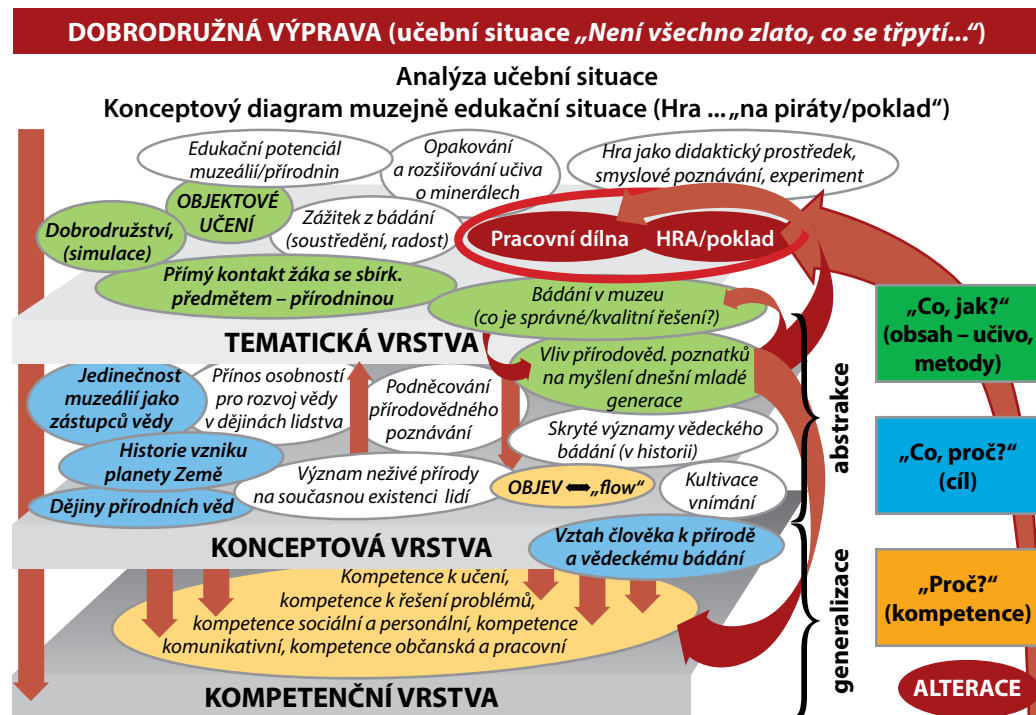 DOBRODRUŽNÁ VÝPRAVA (učební situace „Není všechno zlato, co se třpytí...“)
Analýza učební situace
Konceptový diagram muzejně edukační situace (Hra ... „na piráty/poklad“)
Edukační potenciál
muzeálií/přírodnin
Opakování
a rozšiřování učiva
o minerálech
Hra jako didaktický prostředek,
smyslové poznávání, experiment
OBJEKTOVÉ
UČENÍ
Dobrodružství,
(simulace)
Zážitek z bádání
(soustředění, radost)
Pracovní dílna
HRA/poklad
Přímý kontakt žáka se sbírk.
předmětem – přírodninou
Bádání v muzeu
(co je správné/kvalitní řešení?)
TEMATICKÁ VRSTVA
Vliv přírodověd. poznatků
na myšlení dnešní mladé
generace
Jedinečnost
muzeálií jako
zástupců vědy
Přínos osobností
pro rozvoj vědy
v dějinách lidstva
Podněcování
přírodovědného
poznávání
Skryté významy vědeckého
bádání (v historii)
Historie vzniku
planety Země
Význam neživé přírody
na současnou existenci lidí
OBJEV
„flow“
Kultivace
vnímání
Dějiny přírodních věd
KONCEPTOVÁ VRSTVA
Vztah člověka k přírodě
a vědeckému bádání
Kompetence k učení,
kompetence k řešení problémů,
kompetence sociální a personální, kompetence
komunikativní, kompetence občanská a pracovní
KOMPETENČNÍ VRSTVA
abstrakce
generalizace
„Co, jak?“
(obsah – učivo,
metody)
„Co, proč?“
(cíl)
„Proč?“
(kompetence)
ALTERACE